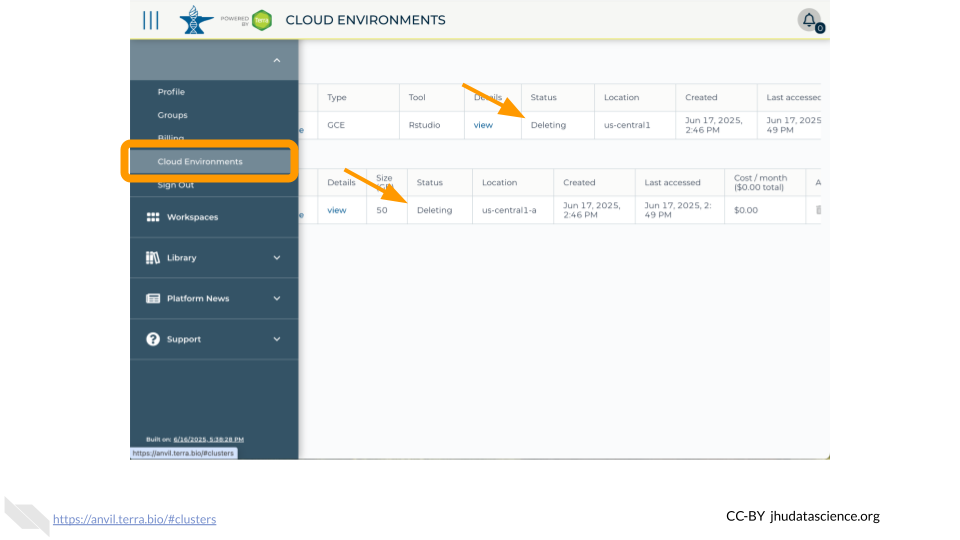 POWERED
BY
Terra
CLOUD ENVIRONMENTS
0
Profile
Groups
Billing
Cloud Environments
Sign Out
Workspaces
Library
Platform News
Support
Built on: 6/16/2025, 5:38:28 PM
https://anvil.terra.bio/#clusters
Type Tool Details Status Location Created Last accessed
e GCE Rstudio view Deleting us-central1 Jun 17, 2025, Jun 17, 2025
2:46 PM 49 PM
Details Size Status Location Created Last accessed Cost / month A
(GB) ($0.00 total)
e view 50 Deleting us-central1-a Jun 17, 2025, Jun 17, 2025, 2: $0.00
2:46 PM 49 PM
https://anvil.terra.bio/#clusters
CC-BY jhudatascience.org